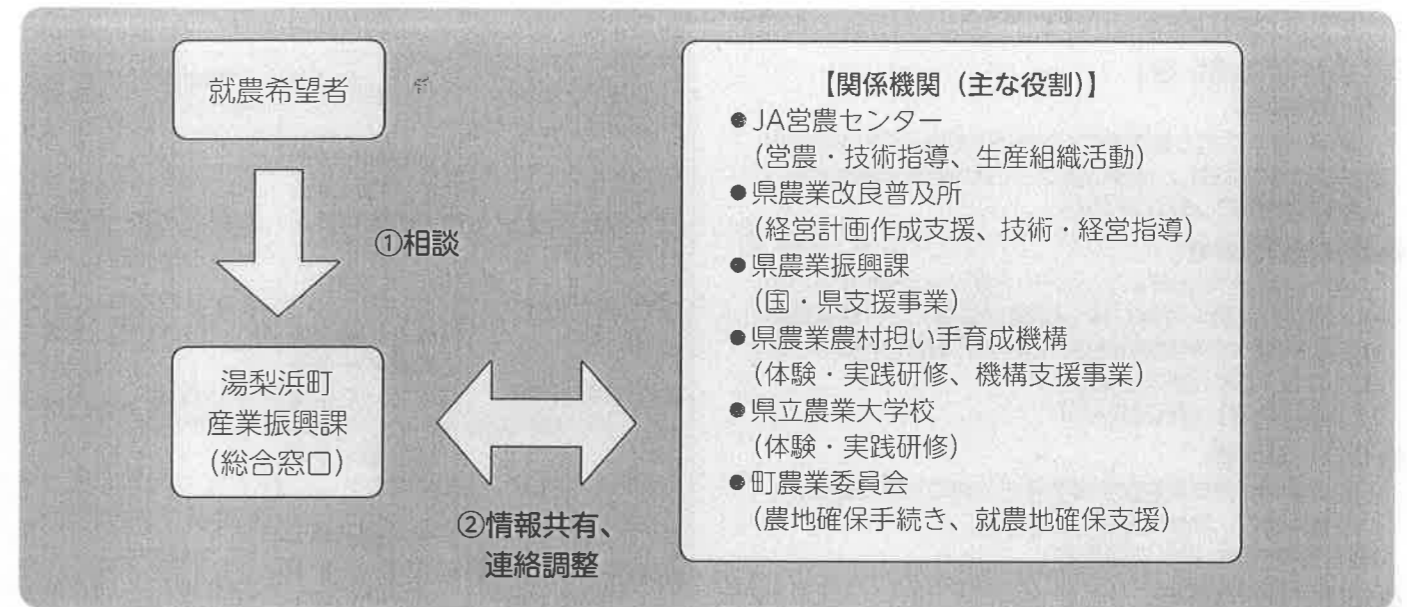 就農希望者
①相談
湯梨浜町
産業振興課
(総合窓口)
②情報共有、
連絡調整
【関係機関(主な役割)】
●JA営農センター
(営農・技術指導、生産組織活動)
●県農業改良普及所
(経営計画作成支援、技術・経営指導)
●県農業振興課
(国・県支援事業)
●県農業農村担い手育成機構
(体験・実践研修、機構支援事業)
●県立農業大学校
(体験・実践研修)
●町農業委員会
(農地確保手続き、就農地確保支援)